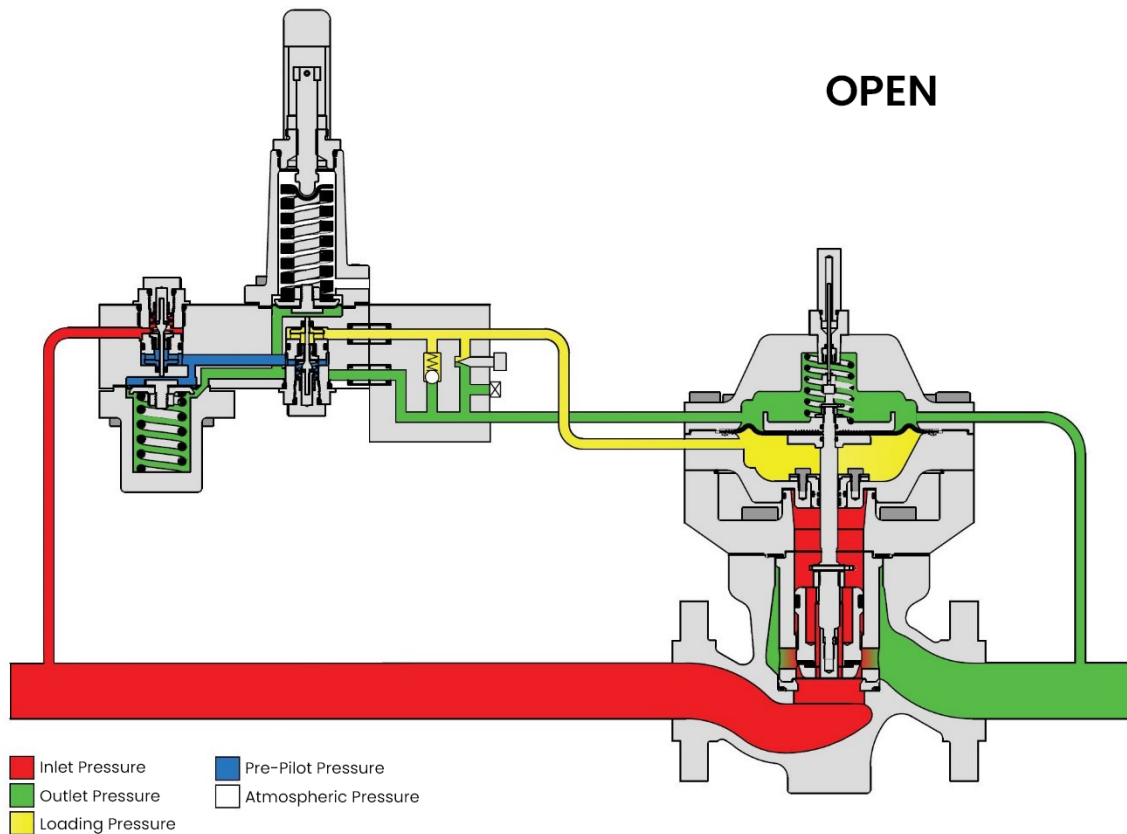 OPEN
Inlet Pressure
Outlet Pressure
Loading Pressure
Pre-Pilot Pressure
Atmospheric Pressure